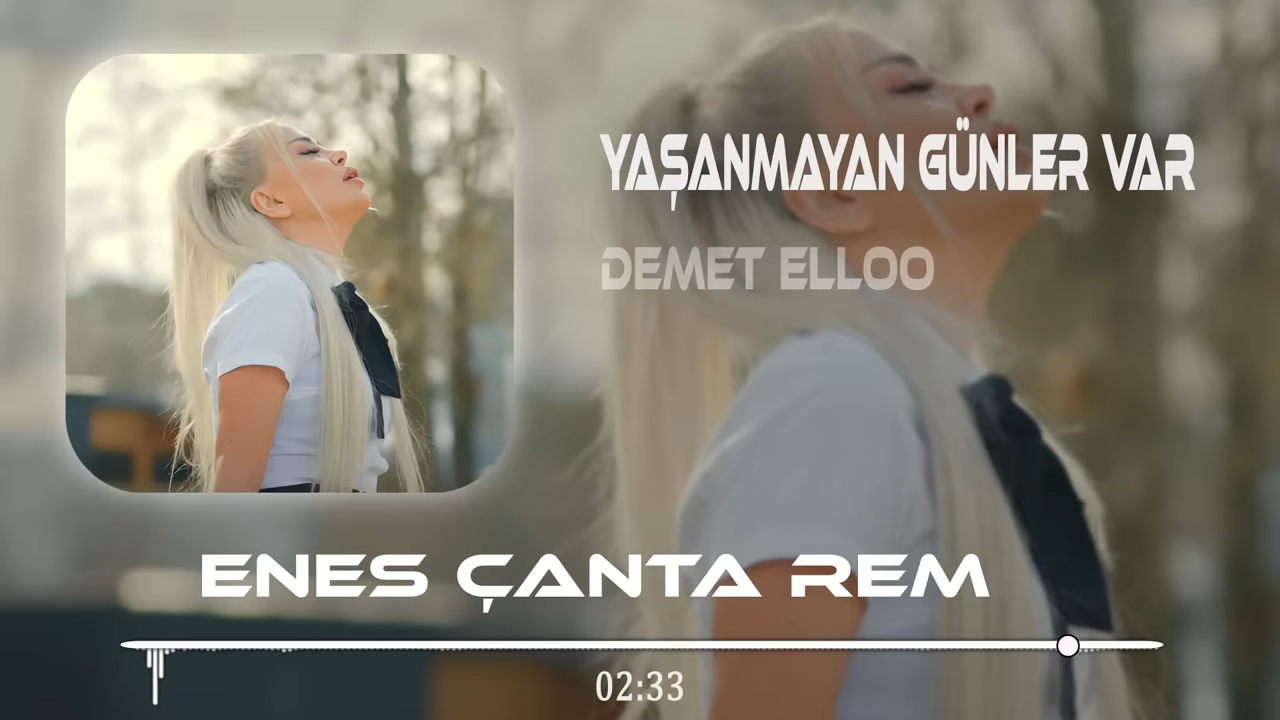 YAŞANMAYAN GÜNLER VAR
DEMET ELLOO
ENES ÇANTA REM
02:33